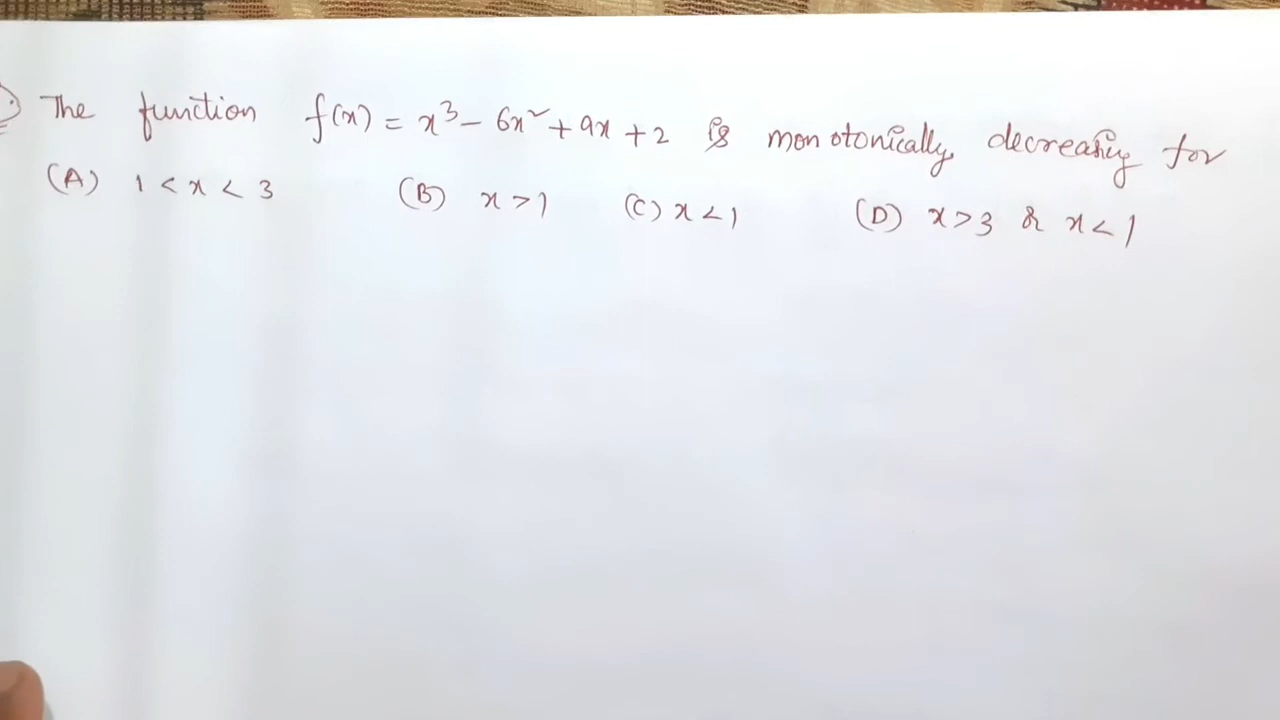 The function f(x) = x³ - 6x² + 9x + 2 is monotonically decreasing for
(A) 1 < x < 3 (B) x > 1 (C) x < 1 (D) x > 3 & x < 1